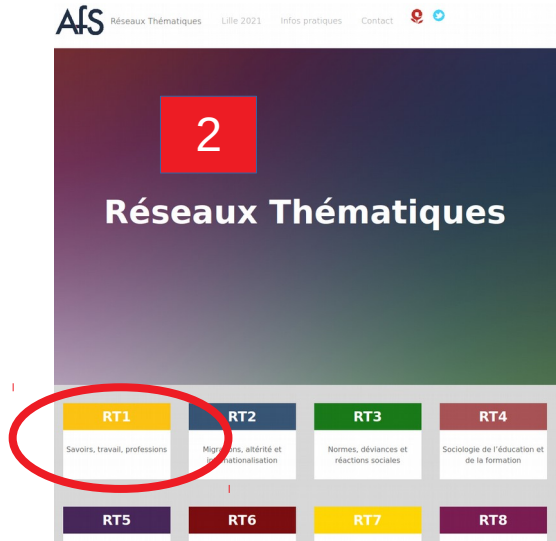 AfS Réseaux Thématiques Lille 2021 Infos pratiques Contact
2
Réseaux Thématiques
RT1 RT2 RT3 RT4
Savoirs, travail, professions Migrations, altérité et Normes, déviances et Sociologie de l'éducation et
internationalisation réactions sociales de la formation
RT5 RT6 RT7 RT8